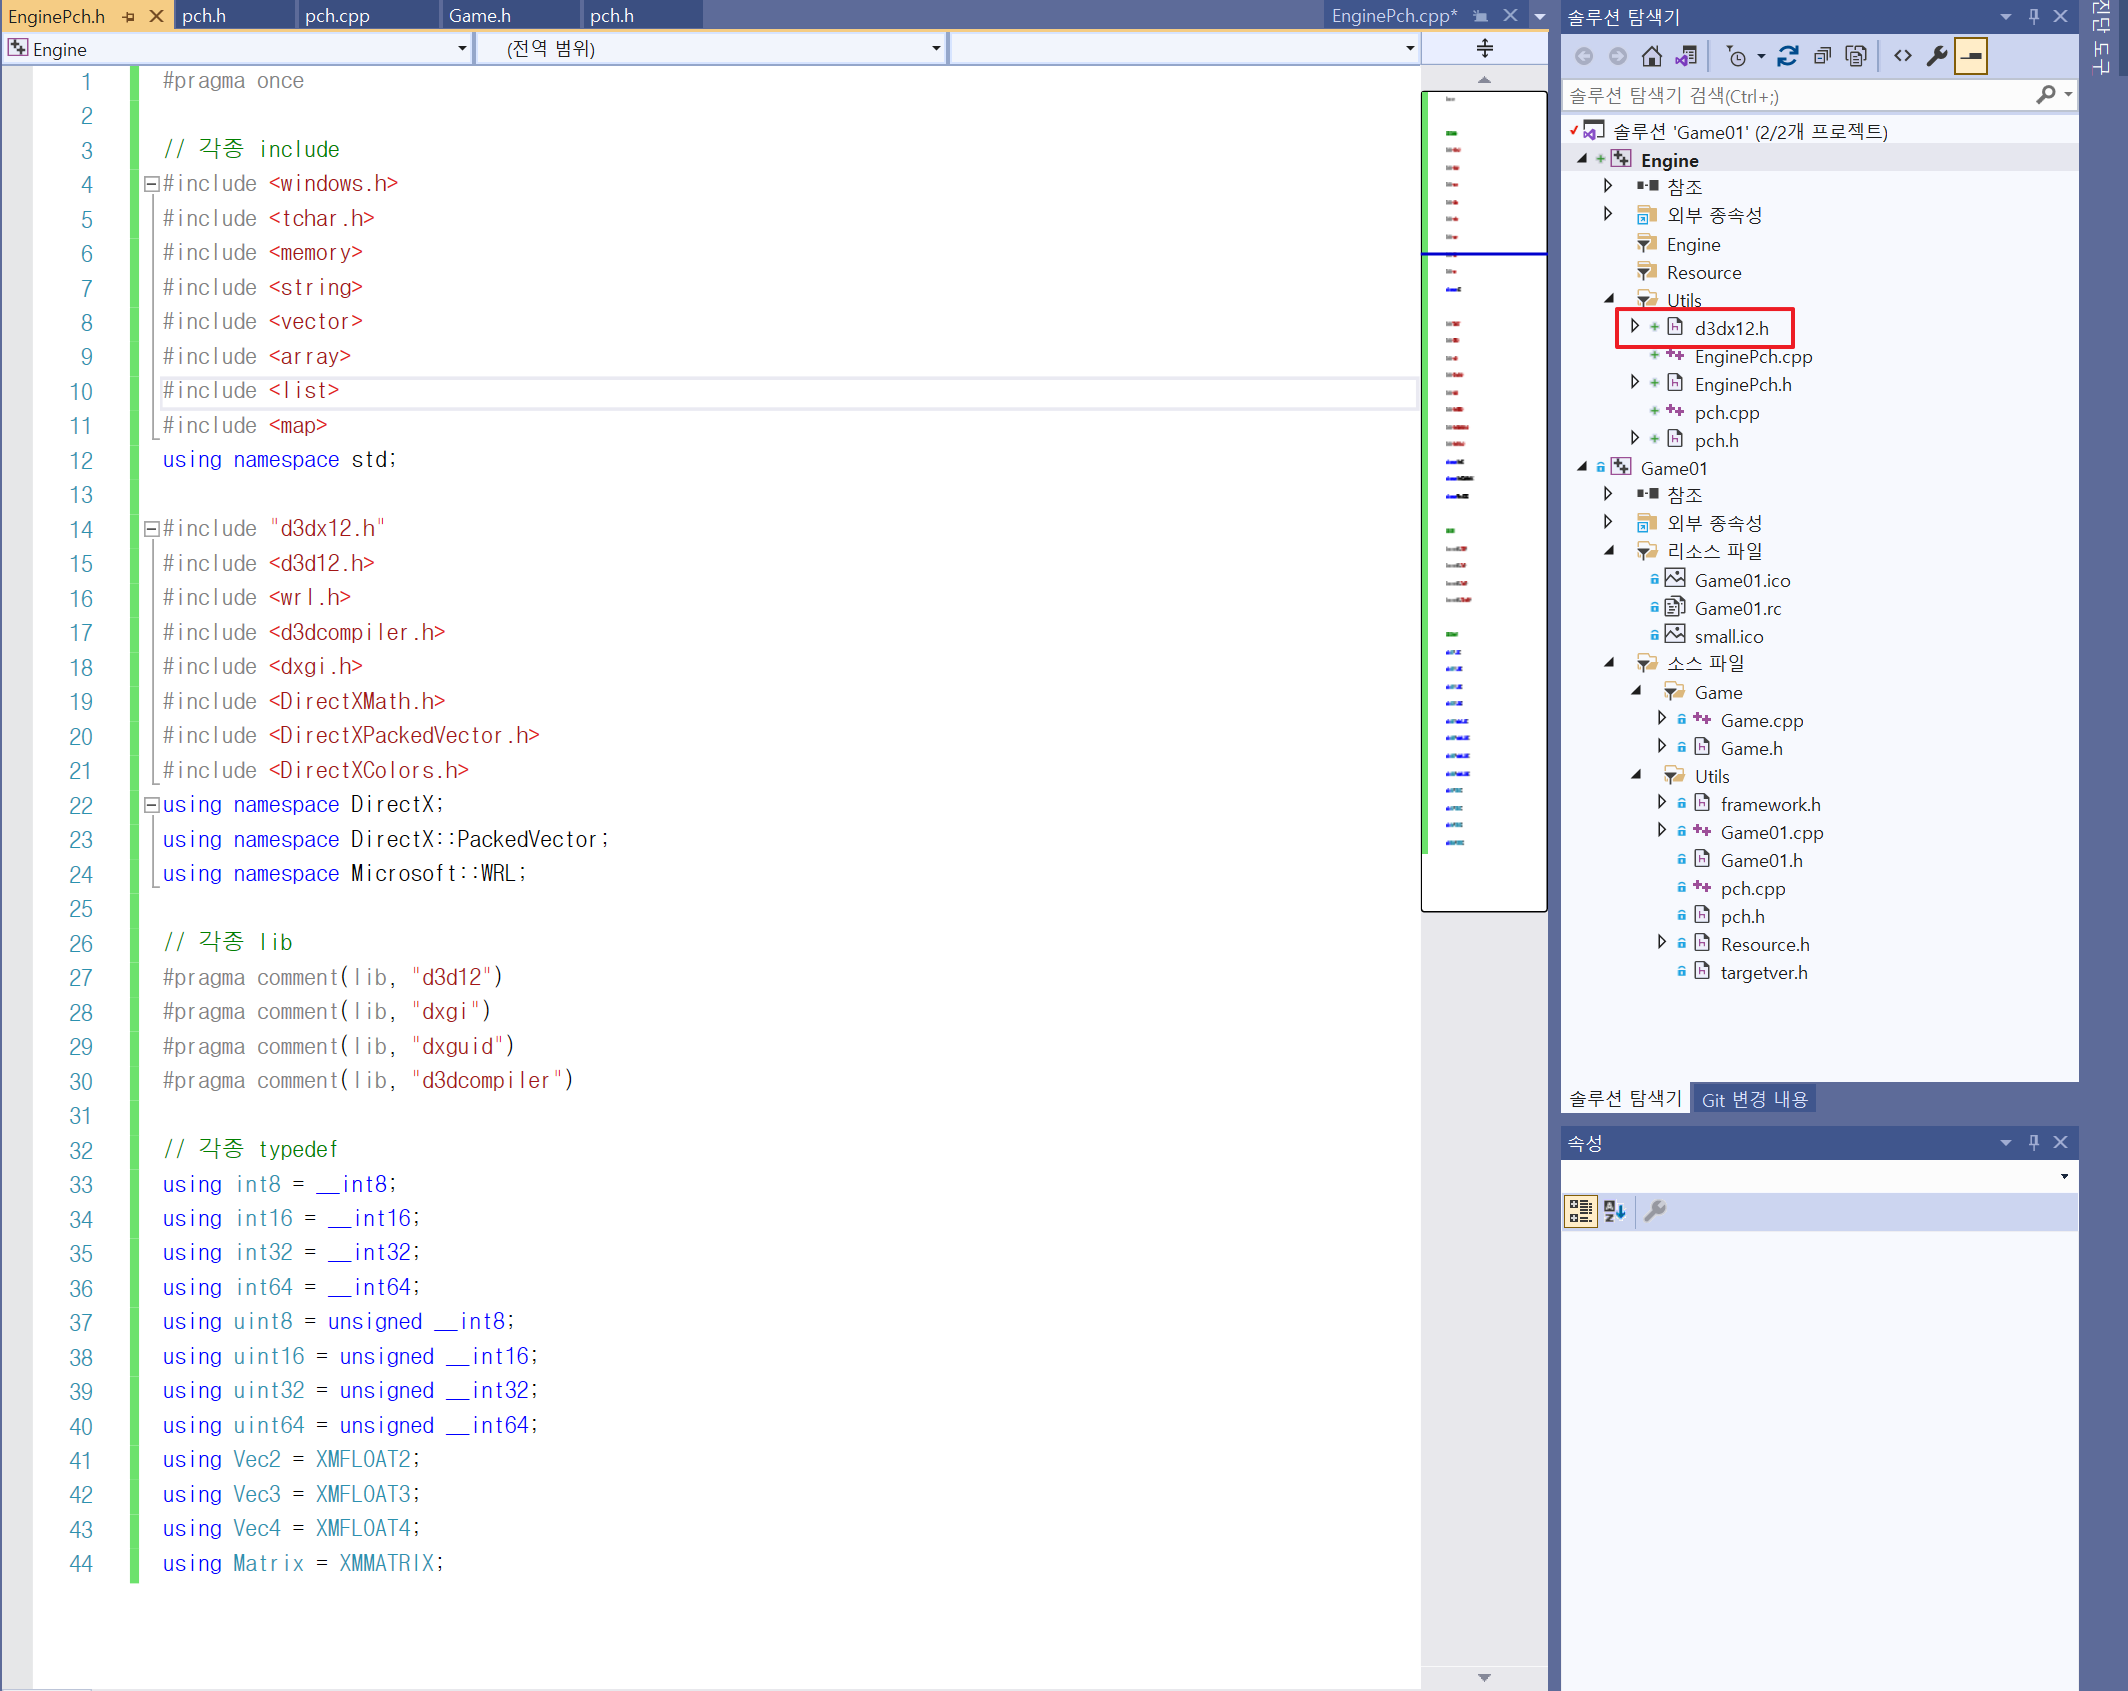 EnginePch.h
pch.h
pch.cpp
Game.h
pch.h
EnginePch.cpp*
Engine
(전역 범위)
1 #pragma once
2
3 // 각종 include
4 #include <windows.h>
5 #include <tchar.h>
6 #include <memory>
7 #include <string>
8 #include <vector>
9 #include <array>
10 #include <list>
11 #include <map>
12 using namespace std;
13
14 #include "d3dx12.h"
15 #include <d3d12.h>
16 #include <wrl.h>
17 #include <d3dcompiler.h>
18 #include <dxgi.h>
19 #include <DirectXMath.h>
20 #include <DirectXPackedVector.h>
21 #include <DirectXColors.h>
22 using namespace DirectX;
23 using namespace DirectX::PackedVector;
24 using namespace Microsoft::WRL;
25
26 // 각종 lib
27 #pragma comment(lib, "d3d12")
28 #pragma comment(lib, "dxgi")
29 #pragma comment(lib, "dxguid")
30 #pragma comment(lib, "d3dcompiler")
31
32 // 각종 typedef
33 using int8 = __int8;
34 using int16 = __int16;
35 using int32 = __int32;
36 using int64 = __int64;
37 using uint8 = unsigned __int8;
38 using uint16 = unsigned __int16;
39 using uint32 = unsigned __int32;
40 using uint64 = unsigned __int64;
41 using Vec2 = XMFLOAT2;
42 using Vec3 = XMFLOAT3;
43 using Vec4 = XMFLOAT4;
44 using Matrix = XMMATRIX;
솔루션 탐색기
솔루션 탐색기 검색(Ctrl+;)
솔루션 'Game01' (2/2개 프로젝트)
Engine
참조
외부 종속성
Engine
Resource
Utils
d3dx12.h
EnginePch.cpp
EnginePch.h
pch.cpp
pch.h
Game01
참조
외부 종속성
리소스 파일
Game01.ico
Game01.rc
small.ico
소스 파일
Game
Game.cpp
Game.h
Utils
framework.h
Game01.cpp
Game01.h
pch.cpp
pch.h
Resource.h
targetver.h
솔루션 탐색기
Git 변경 내용
속성
진단 도구